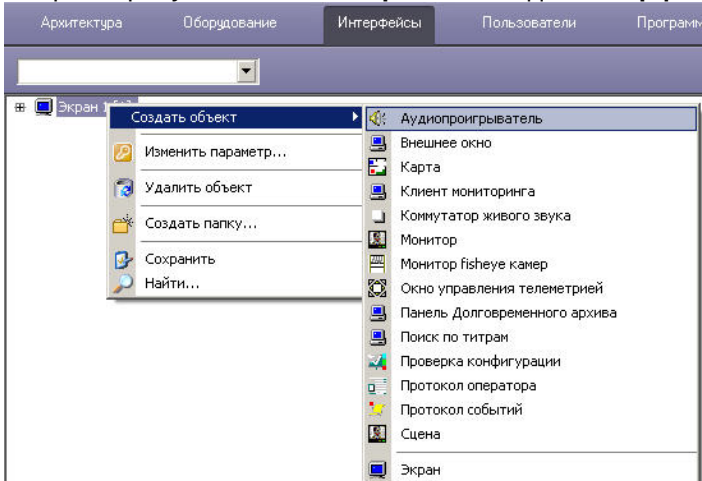 Архитектура Оборудование Интерфейсы Пользователи
Экран 1
Создать объект
Изменить параметр...
Удалить объект
Создать папку...
Сохранить
Найти...
Аудиопроигрыватель
Внешнее окно
Карта
Клиент мониторинга
Коммутатор живого звука
Монитор
Монитор fisheye камер
Окно управления телеметрией
Панель Долговременного архива
Поиск по титрам
Проверка конфигурации
Протокол оператора
Протокол событий
Сцена
Экран